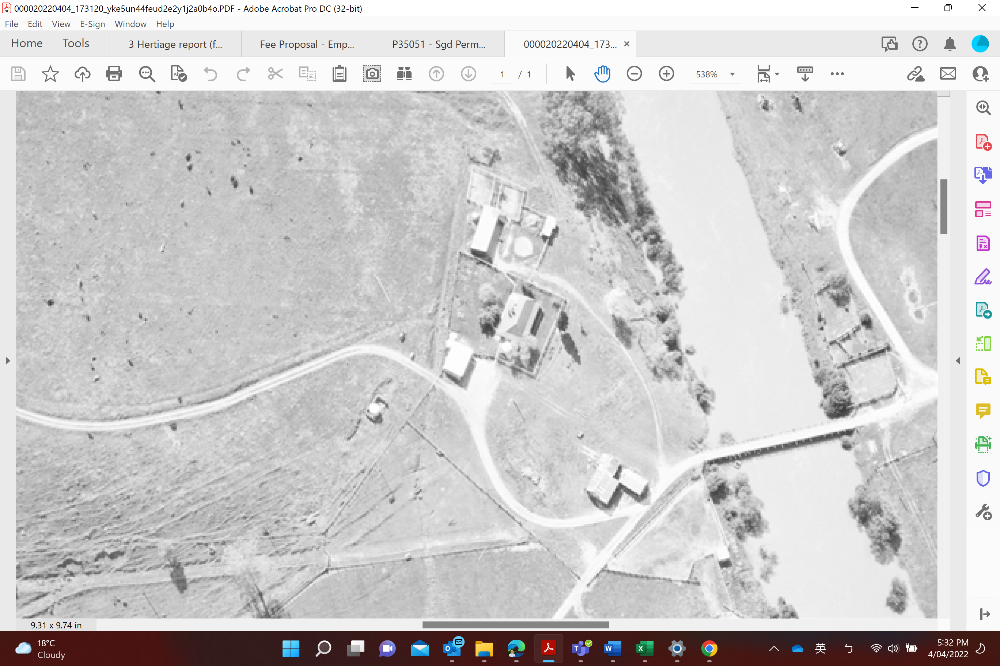 000020220404_173120_yke5un44feud2e2y1j2a0b4o.PDF - Adobe Acrobat Pro DC (32-bit)
File Edit View E-Sign Window Help
Home Tools 3 Hertiage report (f... Fee Proposal - Emp... P35051 - Sgd Perm... 000020220404_173...
1 / 1 538%
9.31 x 9.74 in
18°C
Cloudy
英 ㄅ
5:32 PM
4/04/2022